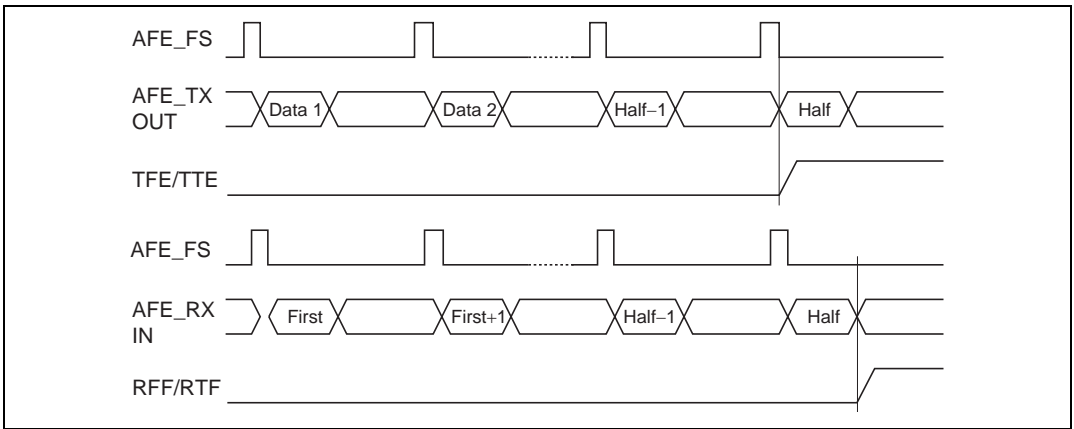 AFE_FS
AFE_TX
OUT
Data 1
Data 2
Half−1
Half
TFE/TTE
AFE_FS
AFE_RX
IN
First
First+1
Half−1
Half
RFF/RTF